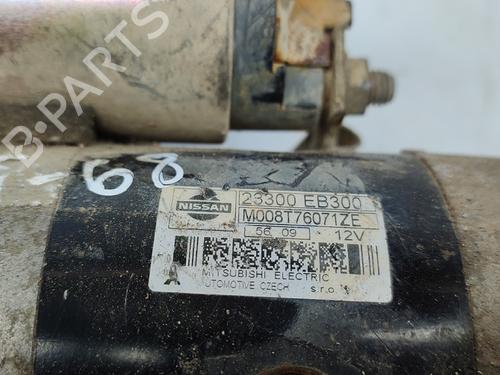 B-PARTS
-68
NISSAN
23300 EB300
M008T76071ZE
56 09 12V
A
MITSUBISHI ELECTRIC
AUTOMOTIVE CZECH s.r.o.